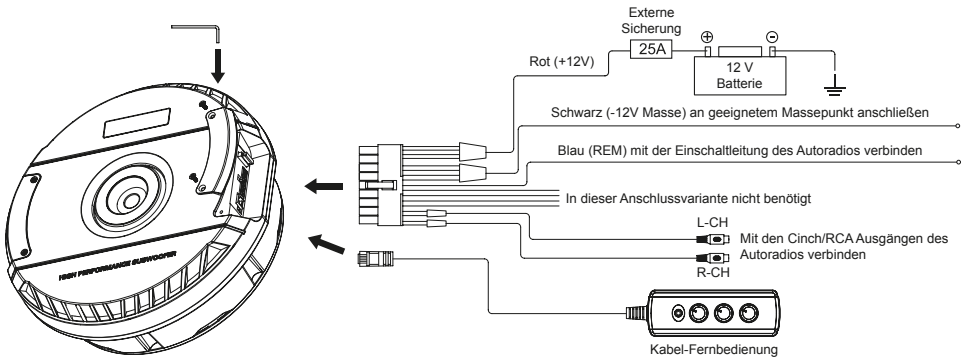 Externe
Sicherung
25A
Rot (+12V)
⊕
⊖
12 V
Batterie
Schwarz (-12V Masse) an geeignetem Massepunkt anschließen
Blau (REM) mit der Einschaltleitung des Autoradios verbinden
In dieser Anschlussvariante nicht benötigt
L-CH
Mit den Cinch/RCA Ausgängen des
Autoradios verbinden
R-CH
HIGH PERFORMANCE SUBWOOFER
Kabel-Fernbedienung